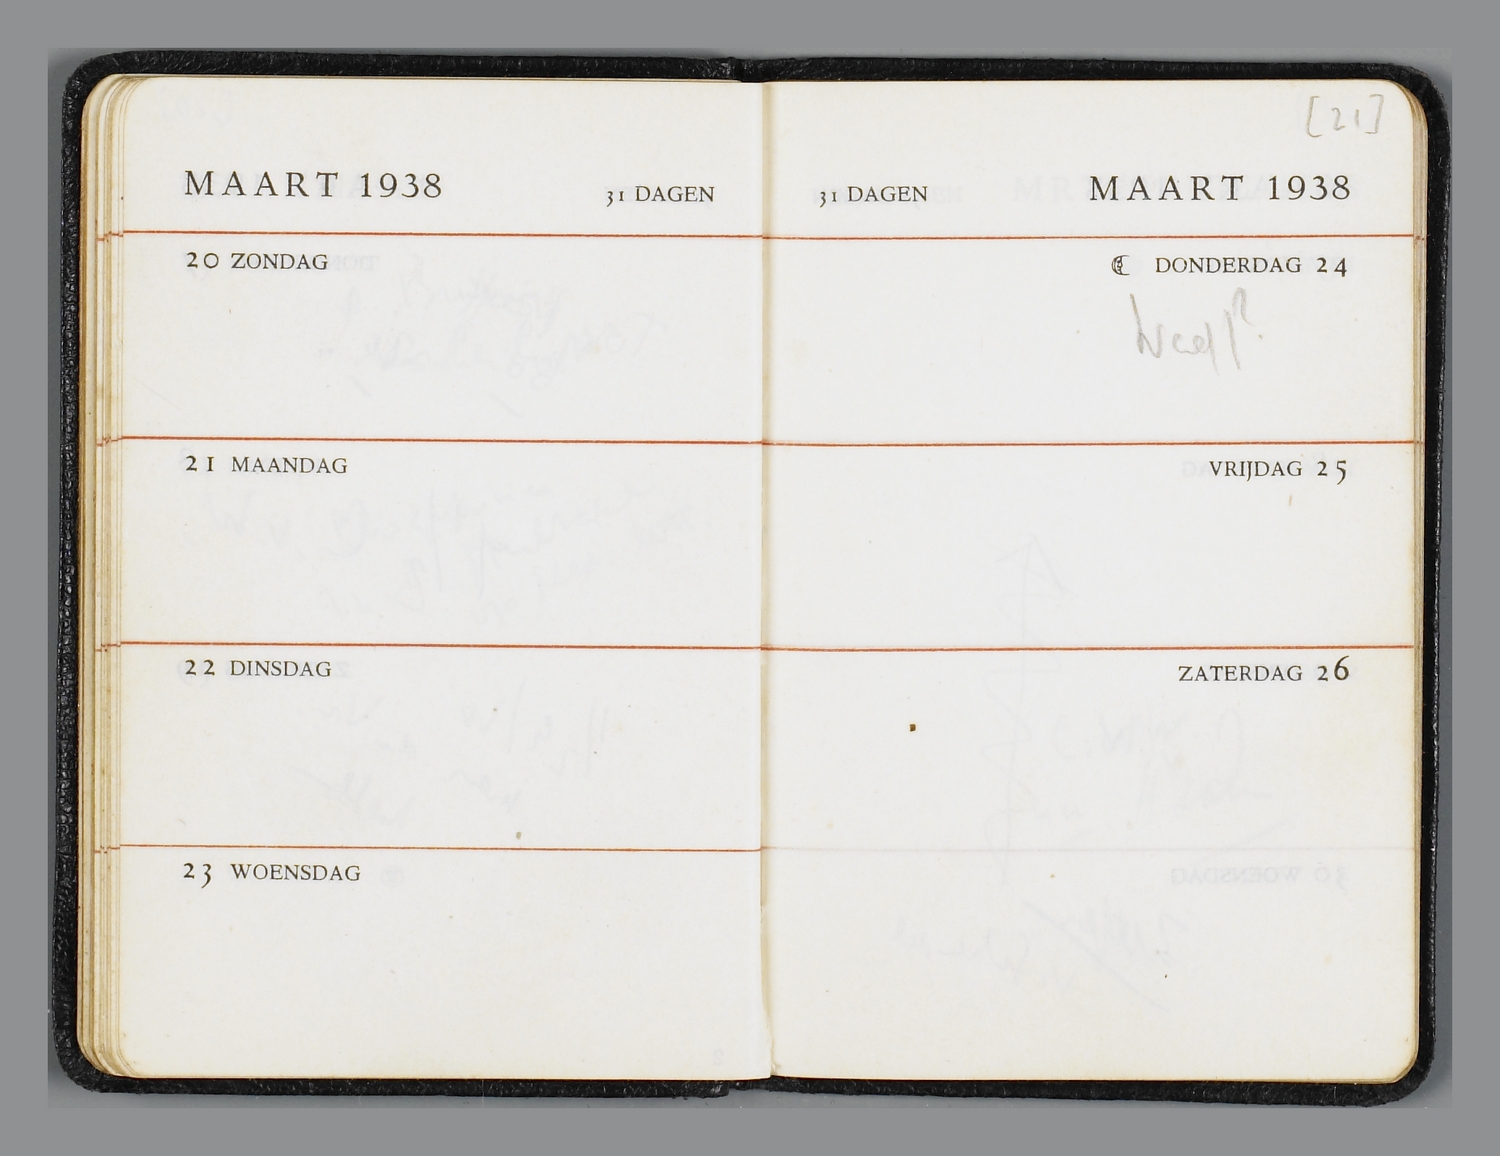 MAART 1938
31 DAGEN
20 ZONDAG
21 MAANDAG
22 DINSDAG
23 WOENSDAG
[21]
31 DAGEN
MAART 1938
DONDERDAG 24
VRIJDAG 25
ZATERDAG 26